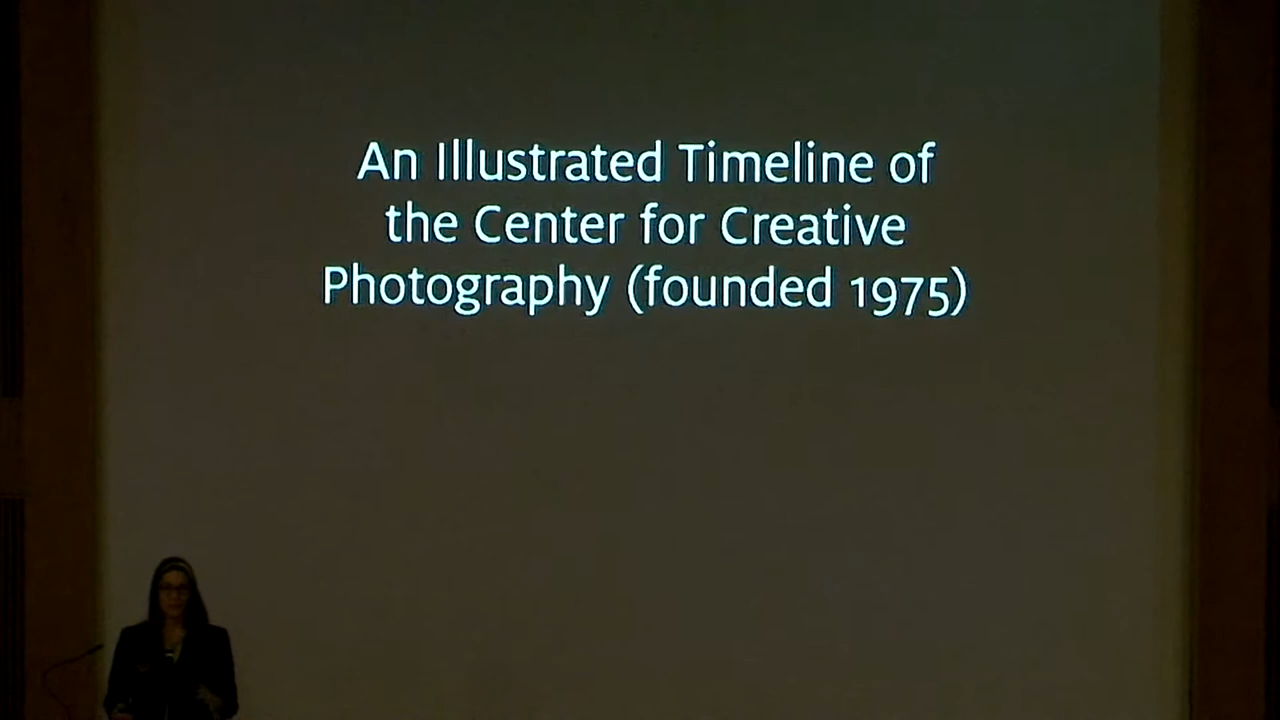 An Illustrated Timeline of
the Center for Creative
Photography (founded 1975)